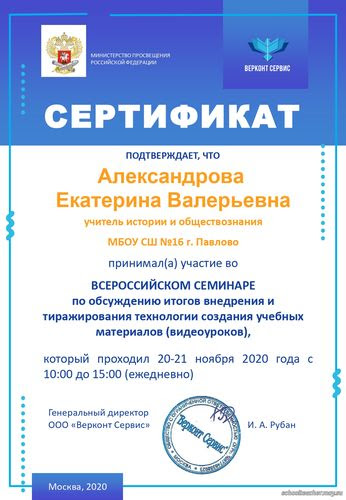 МИНИСТЕРСТВО ПРОСВЕЩЕНИЯ
РОССИЙСКОЙ ФЕДЕРАЦИИ
ВЕРКОНТ СЕРВИС
СЕРТИФИКАТ
ПОДТВЕРЖДАЕТ, ЧТО
Александрова
Екатерина Валерьевна
учитель истории и обществознания
МБОУ СШ №16 г. Павлово
принимал(а) участие во
ВСЕРОССИЙСКОМ СЕМИНАРЕ
по обсуждению итогов внедрения и
тиражирования технологии создания учебных
материалов (видеоуроков),
который проходил 20-21 ноября 2020 года с
10:00 до 15:00 (ежедневно)
Генеральный директор
ООО «Верконт Сервис»
"Верконт Сервис"
И. А. Рубан
Москва, 2020